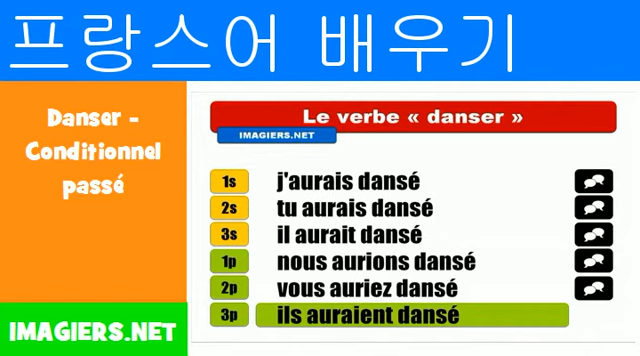 프랑스어 배우기
Danser -
Conditionnel
passé
IMAGIERS.NET
Le verbe « danser »
IMAGIERS.NET
1s j'aurais dansé
2s tu aurais dansé
3s il aurait dansé
1p nous aurions dansé
2p vous auriez dansé
3p ils auraient dansé